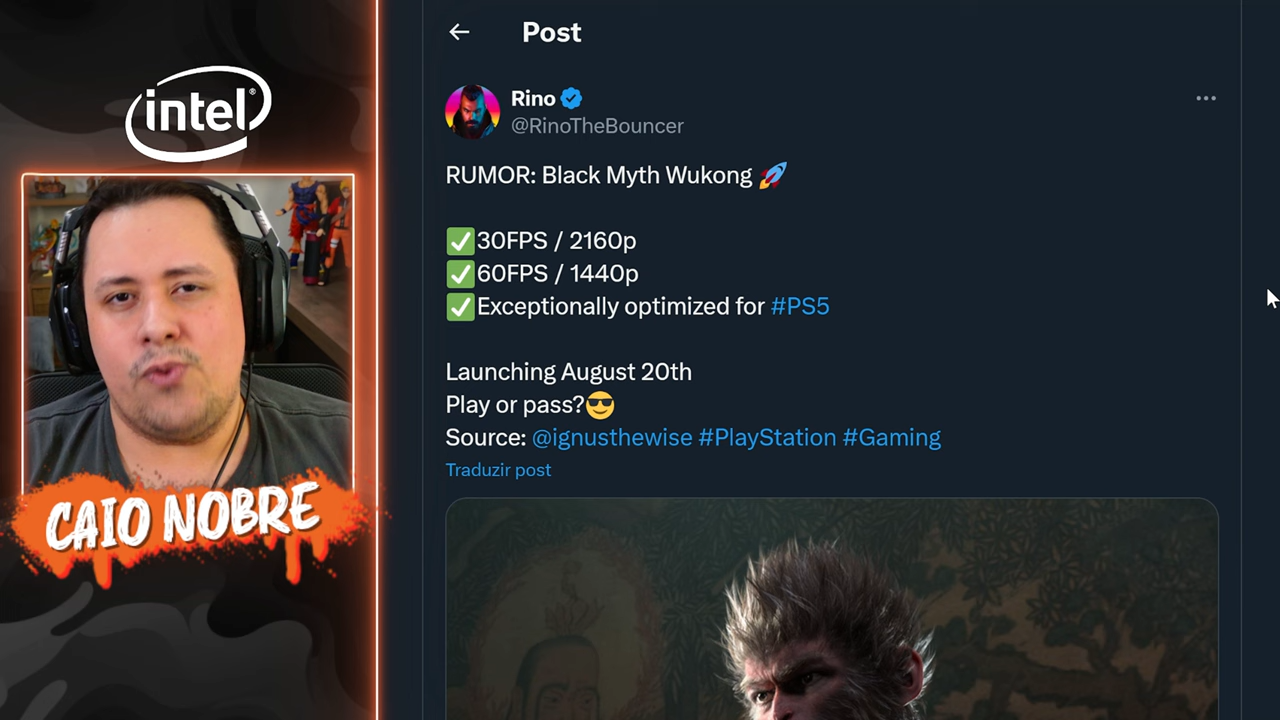 intel®
CAIO NOBRE
Post
Rino
@RinoTheBouncer
RUMOR: Black Myth Wukong 🚀
✅30FPS / 2160p
✅60FPS / 1440p
✅Exceptionally optimized for #PS5
Launching August 20th
Play or pass?😎
Source: @ignusthewise #PlayStation #Gaming
Traduzir post